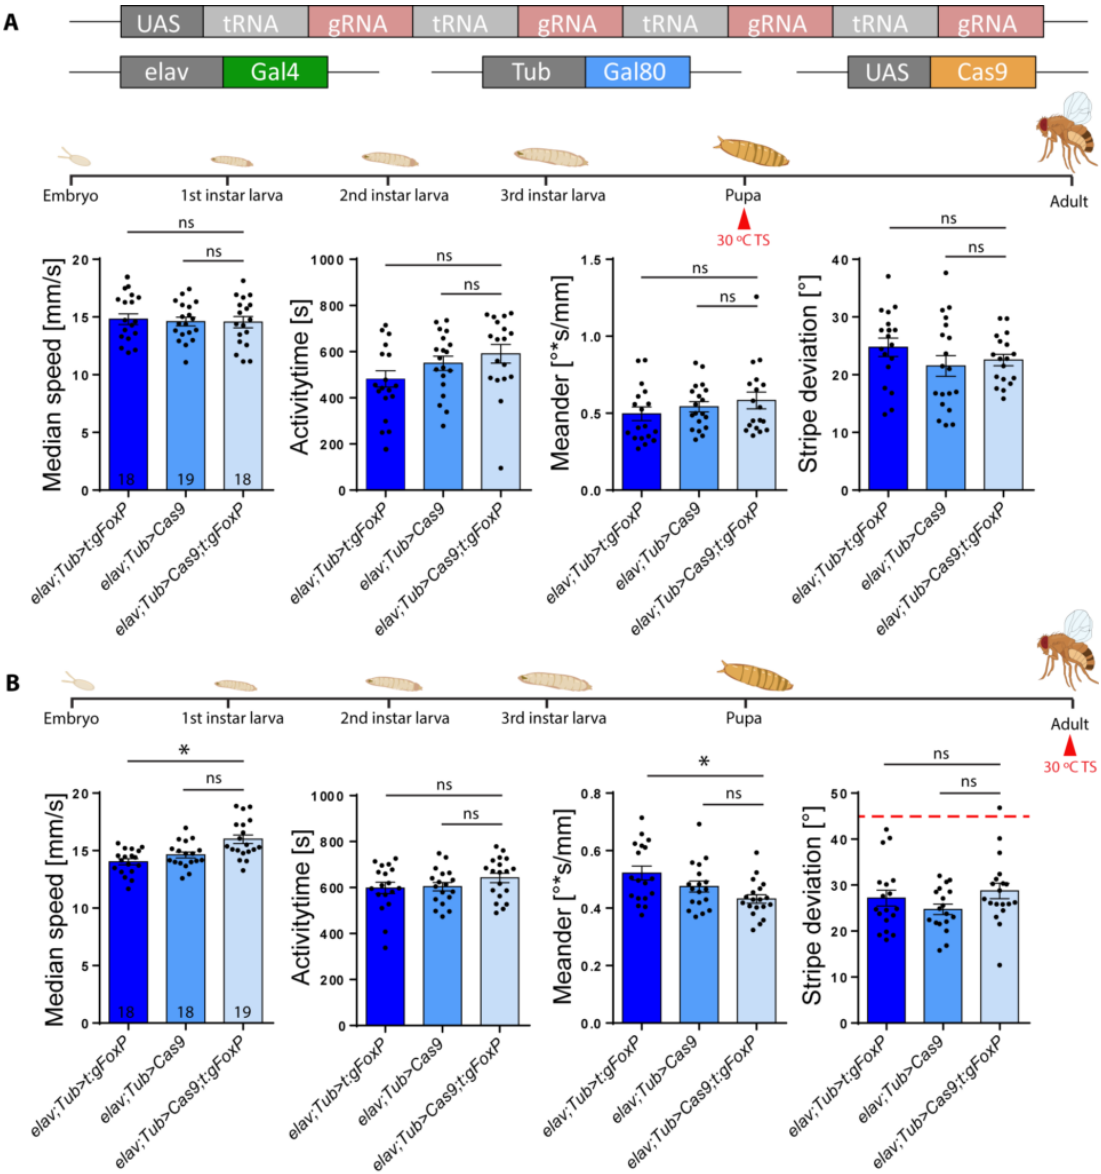 A
UAS tRNA gRNA tRNA gRNA tRNA gRNA tRNA gRNA
elav Gal4 Tub Gal80 UAS Cas9
Embryo 1st instar larva 2nd instar larva 3rd instar larva Pupa Adult
30 ºC TS
Median speed [mm/s]
20
15
10
5
0
ns
ns
18 19 18
elav;Tub>t:gFoxP
elav;Tub>Cas9
elav;Tub>Cas9;t:gFoxP
Activitytime [s]
1000
800
600
400
200
0
ns
ns
elav;Tub>t:gFoxP
elav;Tub>Cas9
elav;Tub>Cas9;t:gFoxP
Meander [°*s/mm]
1.5
1.0
0.5
0.0
ns
ns
elav;Tub>t:gFoxP
elav;Tub>Cas9
elav;Tub>Cas9;t:gFoxP
Stripe deviation [°]
40
30
20
10
0
ns
ns
elav;Tub>t:gFoxP
elav;Tub>Cas9
elav;Tub>Cas9;t:gFoxP
B
Embryo 1st instar larva 2nd instar larva 3rd instar larva Pupa Adult
30 ºC TS
Median speed [mm/s]
20
15
10
5
0
*
ns
18 18 19
elav;Tub>t:gFoxP
elav;Tub>Cas9
elav;Tub>Cas9;t:gFoxP
Activitytime [s]
1000
800
600
400
200
0
ns
ns
elav;Tub>t:gFoxP
elav;Tub>Cas9
elav;Tub>Cas9;t:gFoxP
Meander [°*s/mm]
0.8
0.6
0.4
0.2
0.0
*
ns
elav;Tub>t:gFoxP
elav;Tub>Cas9
elav;Tub>Cas9;t:gFoxP
Stripe deviation [°]
50
40
30
20
10
0
ns
ns
elav;Tub>t:gFoxP
elav;Tub>Cas9
elav;Tub>Cas9;t:gFoxP